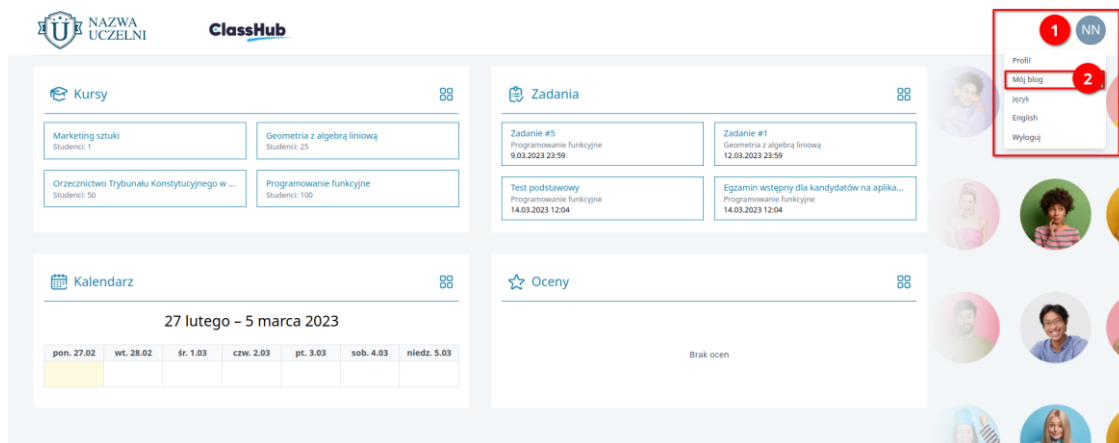 NAZWA
UCZELNI
ClassHub
1
NN
Profil
Mój blog
2
Język
English
Wyloguj
Kursy
Marketing sztuki
Studenci: 1
Geometria z algebrą liniową
Studenci: 25
Orzecznictwo Trybunału Konstytucyjnego w ...
Studenci: 50
Programowanie funkcyjne
Studenci: 100
Zadania
Zadanie #5
Programowanie funkcyjne
9.03.2023 23:59
Zadanie #1
Geometria z algebrą liniową
12.03.2023 23:59
Test podstawowy
Programowanie funkcyjne
14.03.2023 12:04
Egzamin wstępny dla kandydatów na aplika...
Programowanie funkcyjne
14.03.2023 12:04
Kalendarz
27 lutego – 5 marca 2023
pon. 27.02 wt. 28.02 śr. 1.03 czw. 2.03 pt. 3.03 sob. 4.03 niedz. 5.03
Oceny
Brak ocen